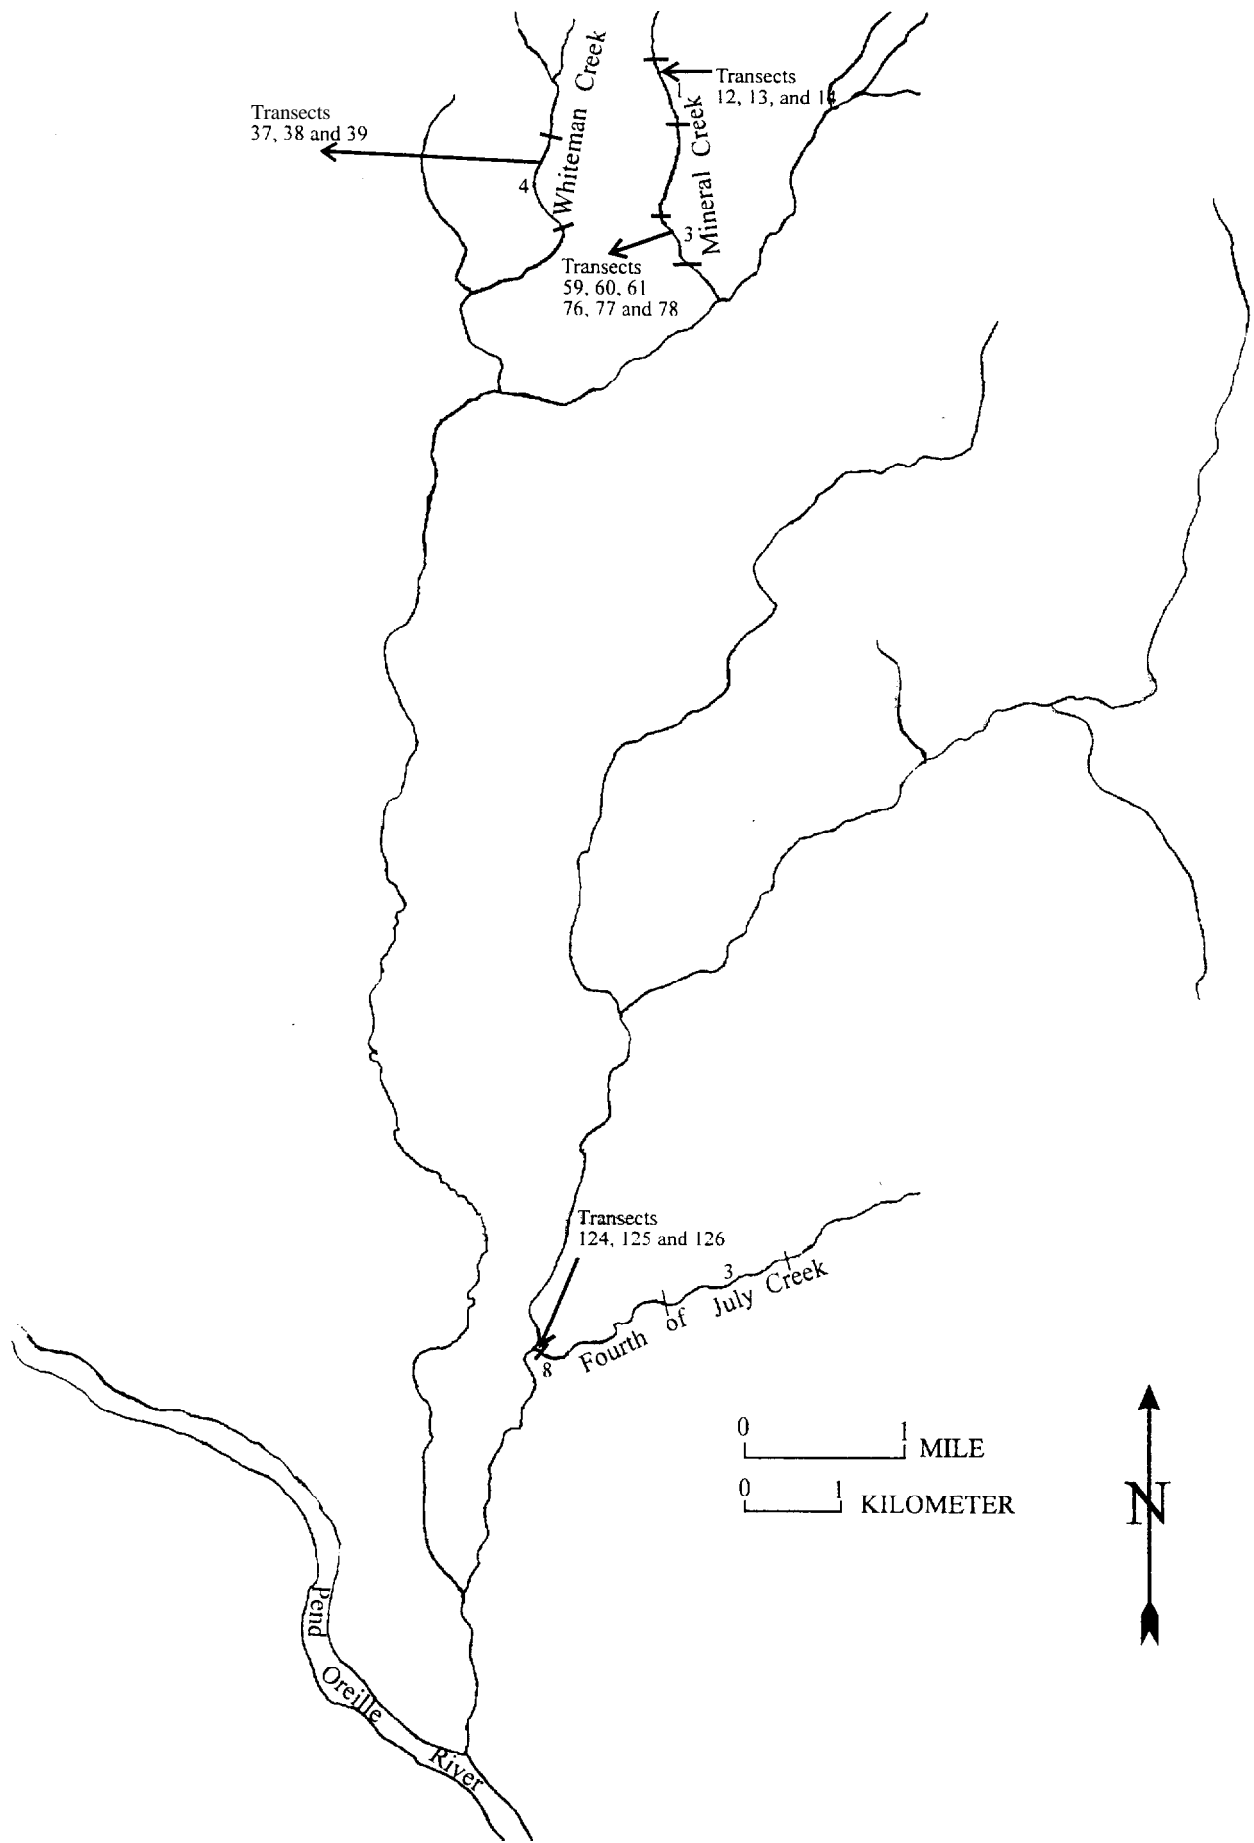 Whiteman Creek
Transects
12, 13, and 14
1
Transects
37, 38 and 39
4
Mineral Creek
3
Transects
59, 60, 61
76, 77 and 78
Transects
124, 125 and 126
3
Fourth of July Creek
8
0 1 MILE
0 1 KILOMETER
N
Pend
Oreille
River